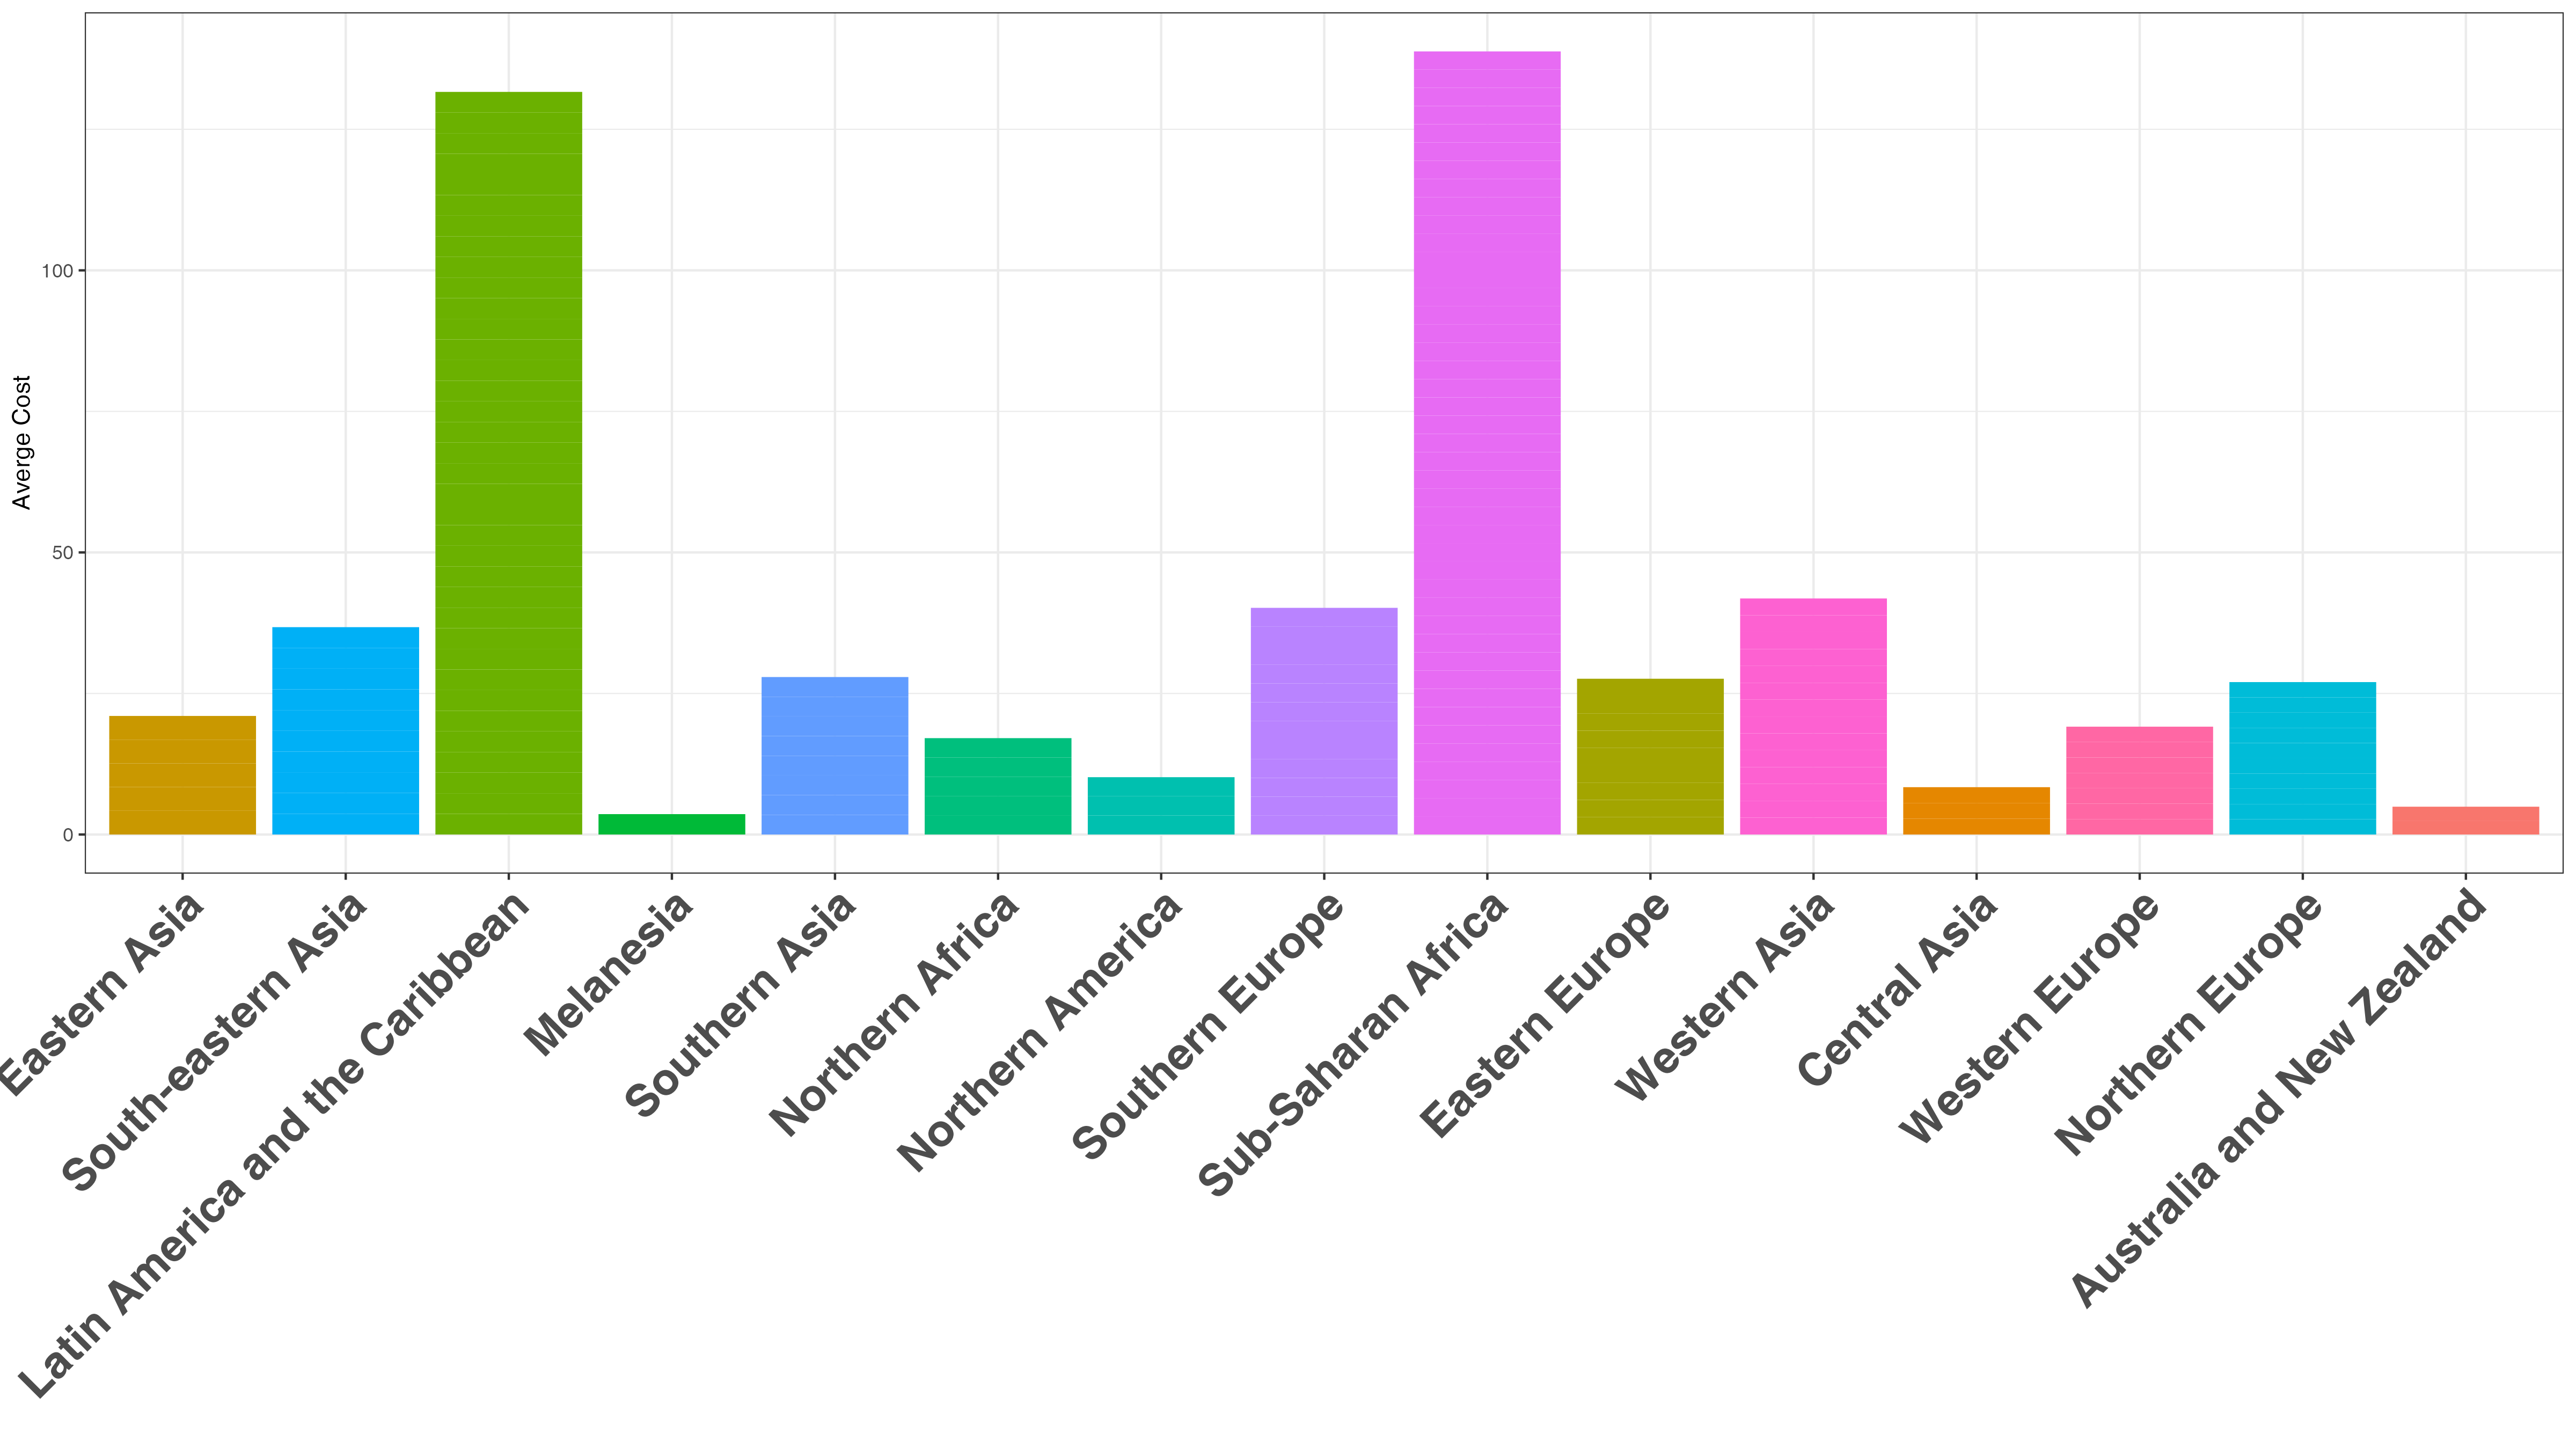 Averge Cost
100
50
0
Eastern Asia
South-eastern Asia
Latin America and the Caribbean
Melanesia
Southern Asia
Northern Africa
Northern America
Southern Europe
Sub-Saharan Africa
Eastern Europe
Western Asia
Central Asia
Western Europe
Northern Europe
Australia and New Zealand